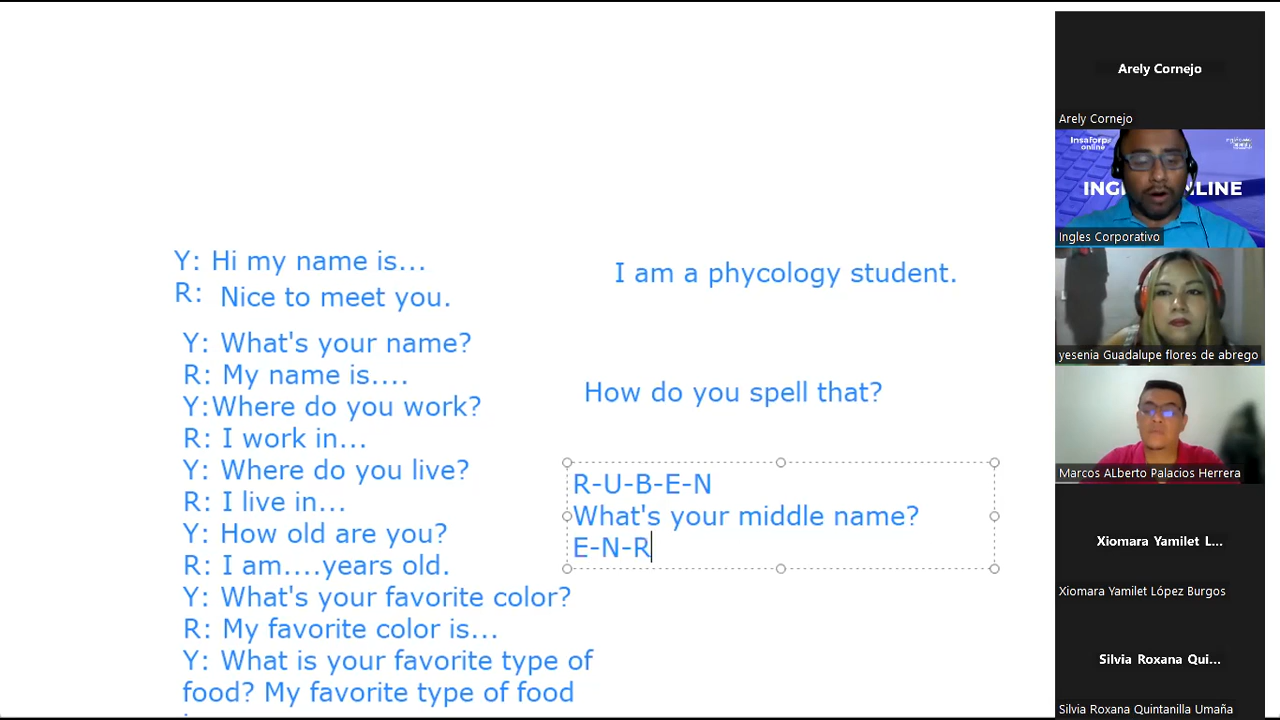 Y: Hi my name is...
R: Nice to meet you.
Y: What's your name?
R: My name is....
Y:Where do you work?
R: I work in...
Y: Where do you live?
R: I live in...
Y: How old are you?
R: I am....years old.
Y: What's your favorite color?
R: My favorite color is...
Y: What is your favorite type of
food? My favorite type of food
I am a phycology student.
How do you spell that?
R-U-B-E-N
What's your middle name?
E-N-R
Arely Cornejo
Arely Cornejo
Insaforp
online
INGLES ONLINE
Ingles Corporativo
yesenia Guadalupe flores de abrego
Marcos ALberto Palacios Herrera
Xiomara Yamilet L...
Xiomara Yamilet López Burgos
Silvia Roxana Qui...
Silvia Roxana Quintanilla Umaña